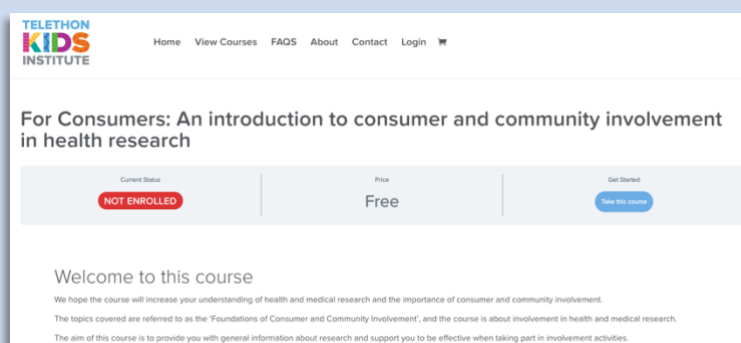 TELETHON
KIDS
INSTITUTE
Home View Courses FAQS About Contact Login
For Consumers: An introduction to consumer and community involvement
in health research
Current Status
Price
Get Started
NOT ENROLLED
Free
Take this course
Welcome to this course
We hope the course will increase your understanding of health and medical research and the importance of consumer and community involvement.
The topics covered are referred to as the 'Foundations of Consumer and Community Involvement', and the course is about involvement in health and medical research.
The aim of this course is to provide you with general information about research and support you to be effective when taking part in involvement activities.